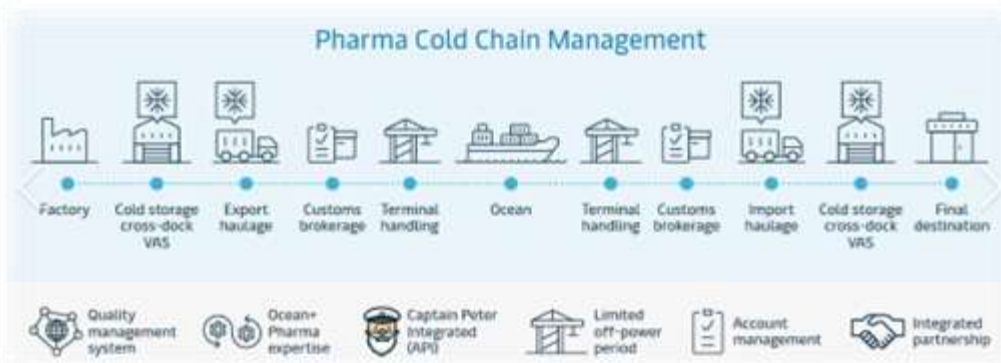 Pharma Cold Chain Management
Factory
Cold storage
cross-dock
VAS
Export
haulage
Customs
brokerage
Terminal
handling
Ocean
Terminal
handling
Customs
brokerage
Import
haulage
Cold storage
cross-dock
VAS
Final
destination
Quality
management
system
Ocean+
Pharma
expertise
Captain Peter
Integrated
(API)
Limited
off-power
period
Account
management
Integrated
partnership